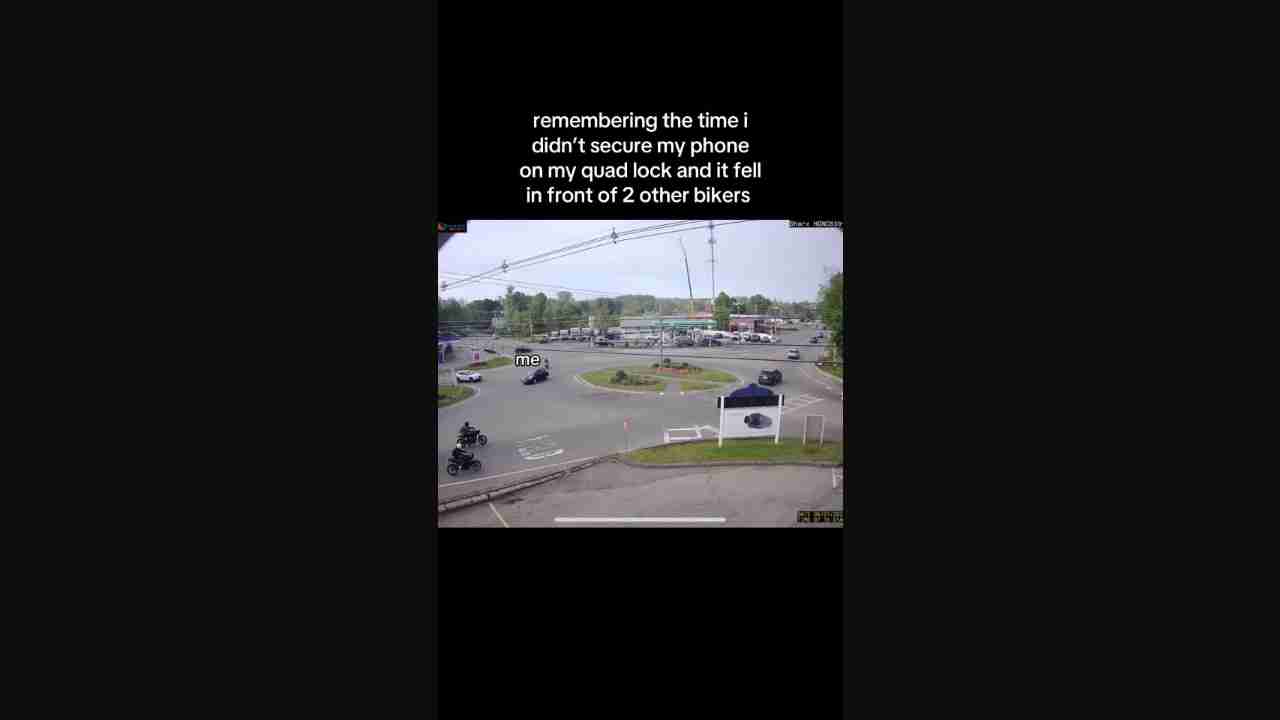 remembering the time i
didn't secure my phone
on my quad lock and it fell
in front of 2 other bikers
me